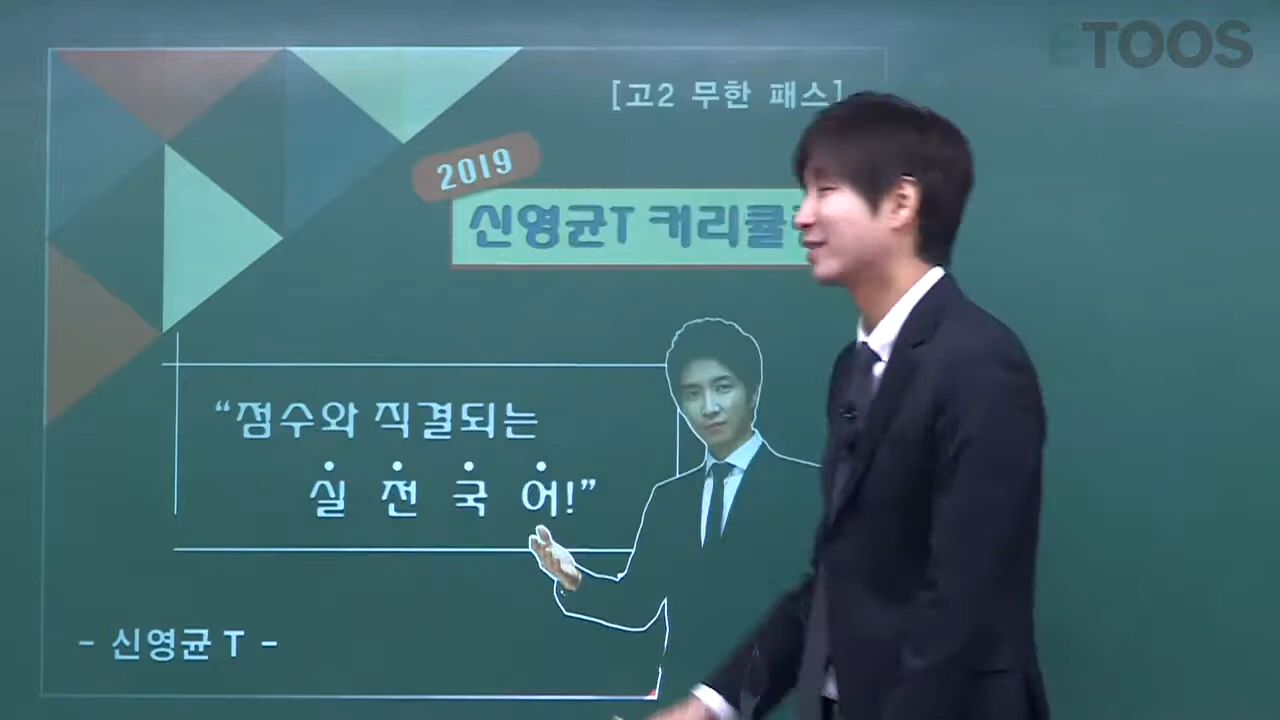 ETOOS
[고2 무한 패스]
2019
신영균T 커리큘
“점수와 직결되는
실 전 국 어!”
- 신영균 T -